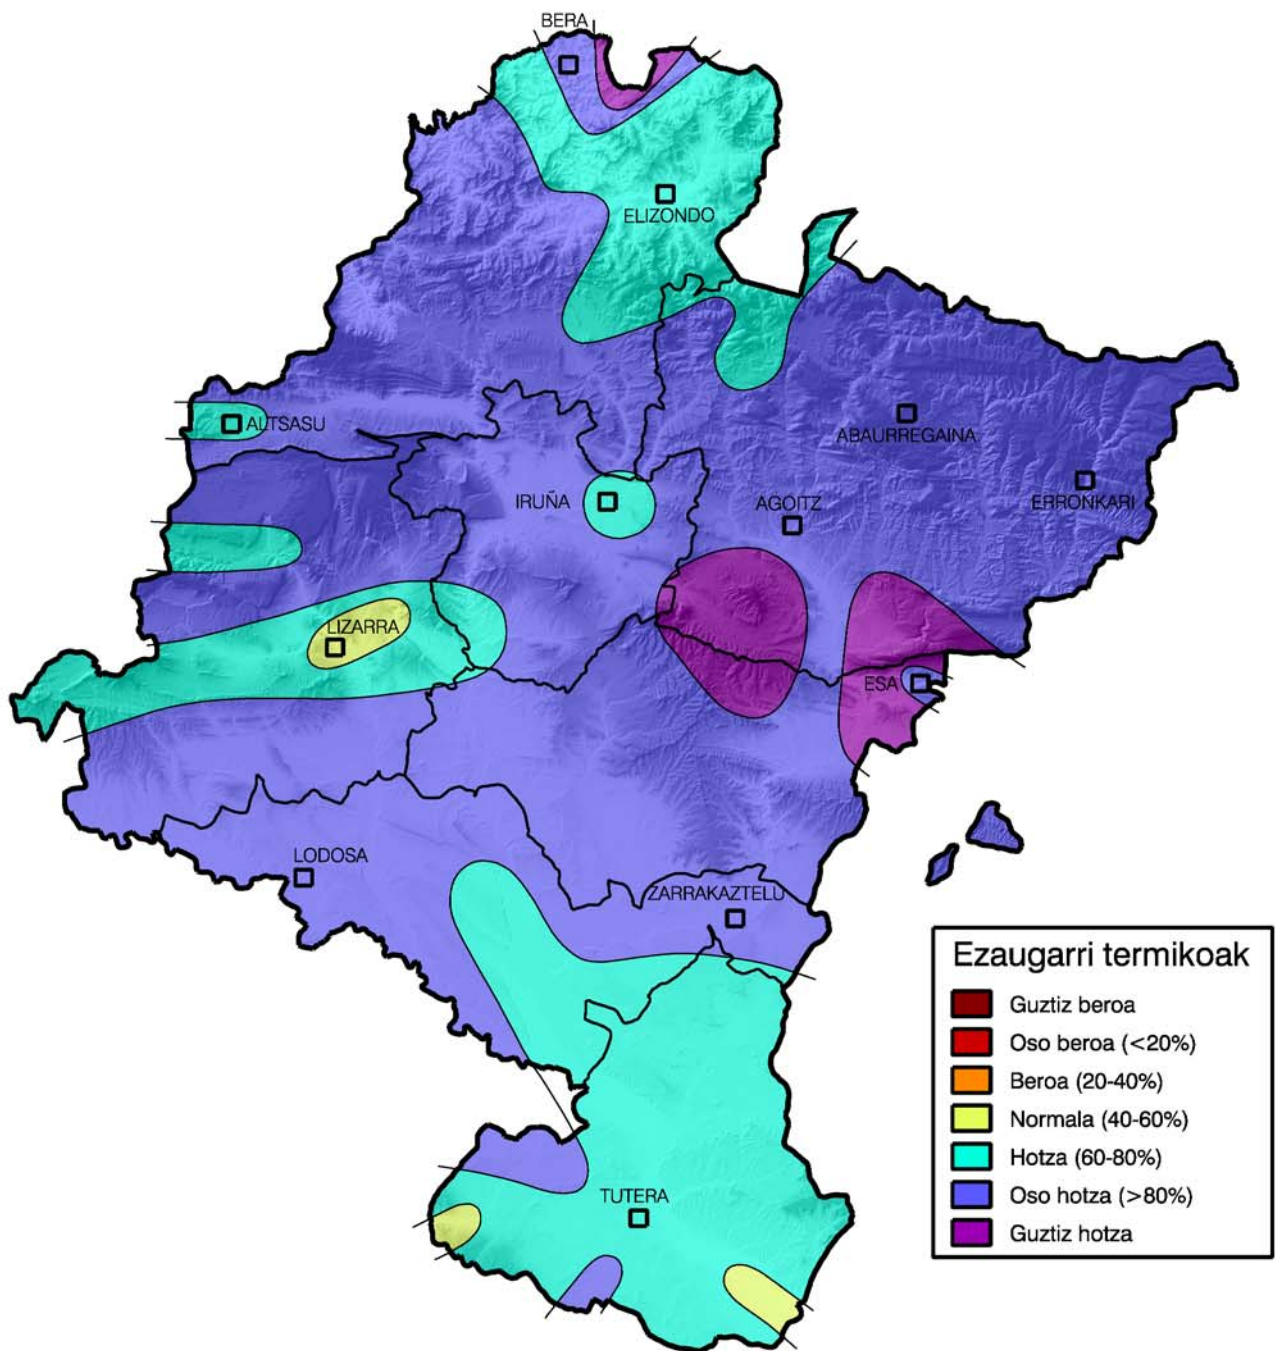 BERA
ELIZONDO
ALTSASU
ABAURREGAINA
IRUÑA
AGOITZ
ERRONKARI
LIZARRA
ESA
LODOSA
ZARRAKAZTELU
TUTERA
Ezaugarri termikoak
Guztiz beroa
Oso beroa (<20%)
Beroa (20-40%)
Normala (40-60%)
Hotza (60-80%)
Oso hotza (>80%)
Guztiz hotza